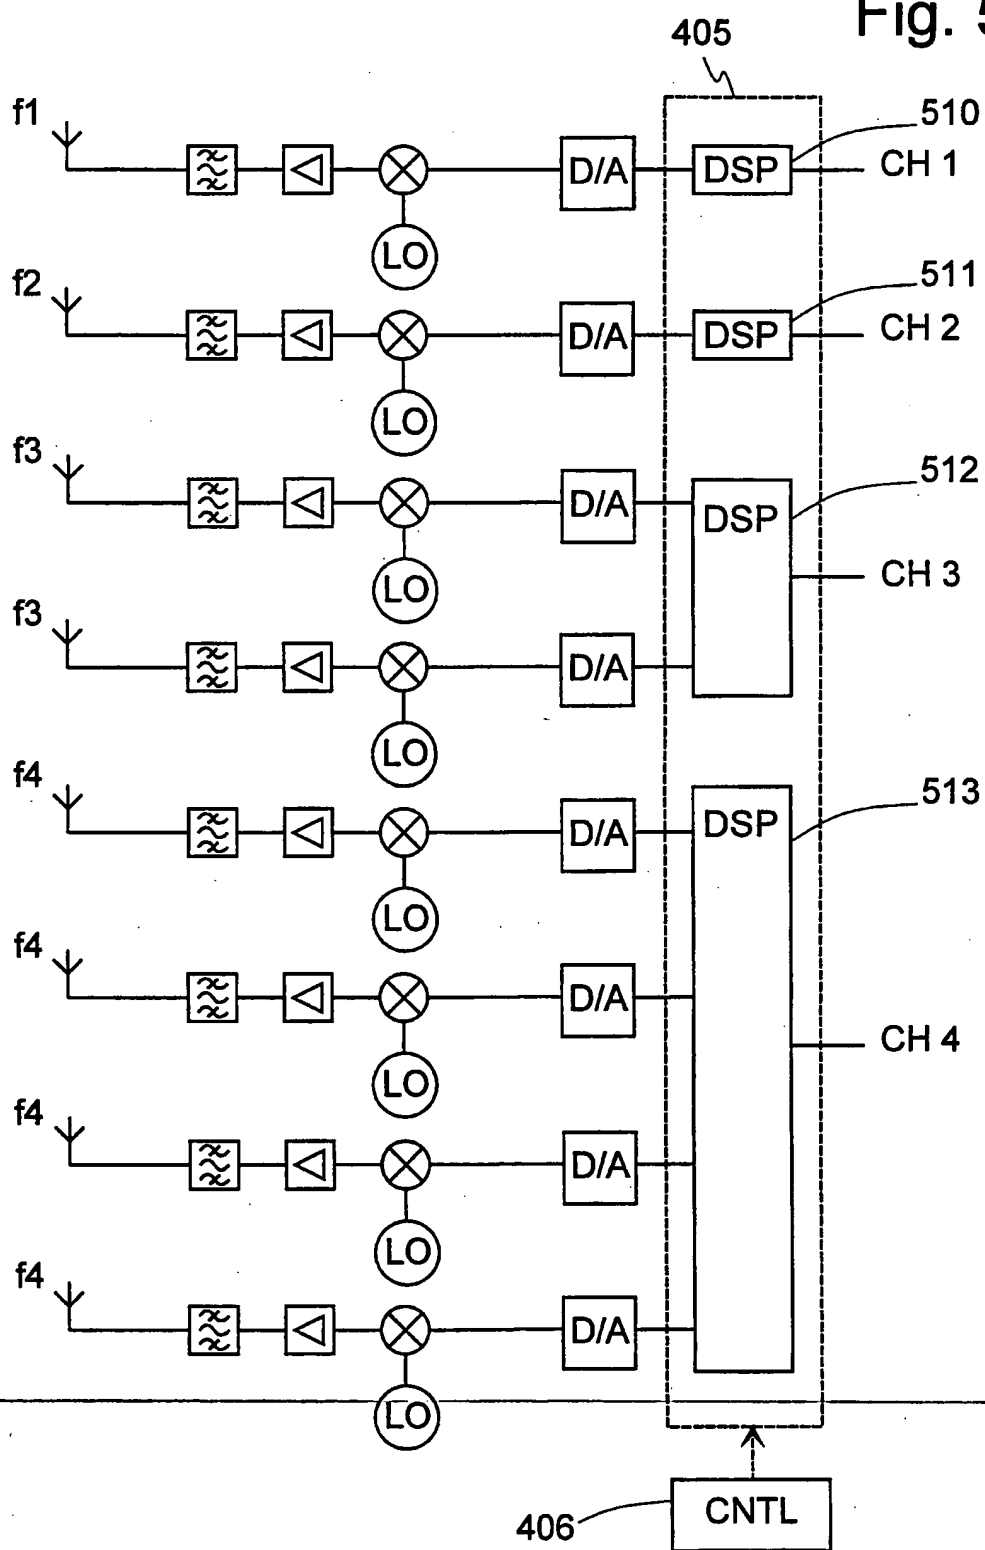 Fig. 5
405
f1
D/A
DSP
510
CH 1
LO
f2
D/A
DSP
511
CH 2
LO
f3
D/A
DSP
512
LO
CH 3
f3
D/A
LO
f4
D/A
DSP
513
LO
f4
D/A
CH 4
LO
f4
D/A
LO
f4
D/A
LO
406
CNTL